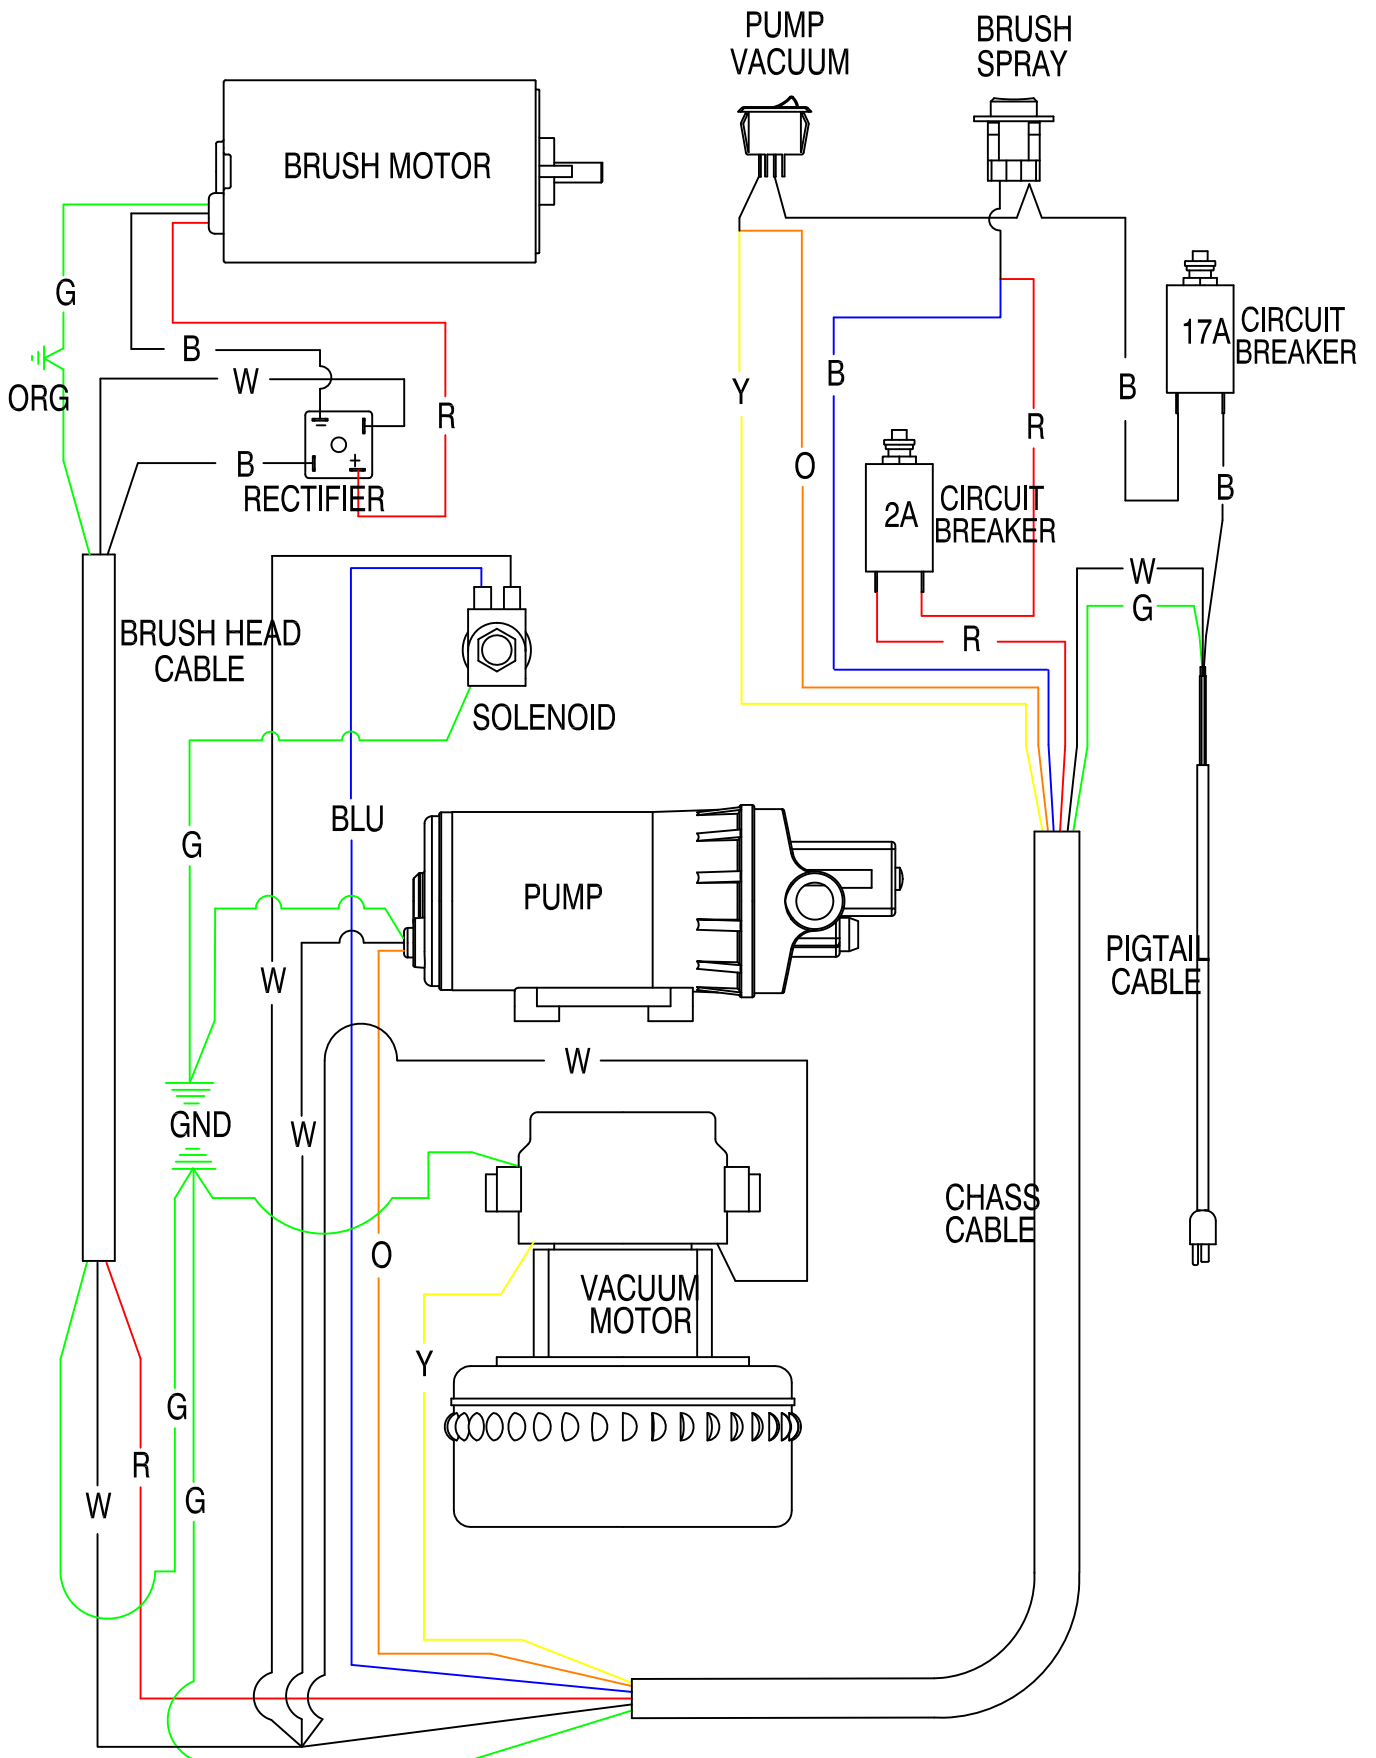 PUMP
VACUUM
BRUSH
SPRAY
BRUSH MOTOR
G
B
W
ORG
R
B
RECTIFIER
17A
CIRCUIT
BREAKER
Y
B
B
R
O
B
2A
CIRCUIT
BREAKER
W
G
R
BRUSH HEAD
CABLE
SOLENOID
BLU
G
PUMP
W
PIGTAIL
CABLE
W
GND
W
CHASS
CABLE
O
VACUUM
MOTOR
Y
G
R
G
W